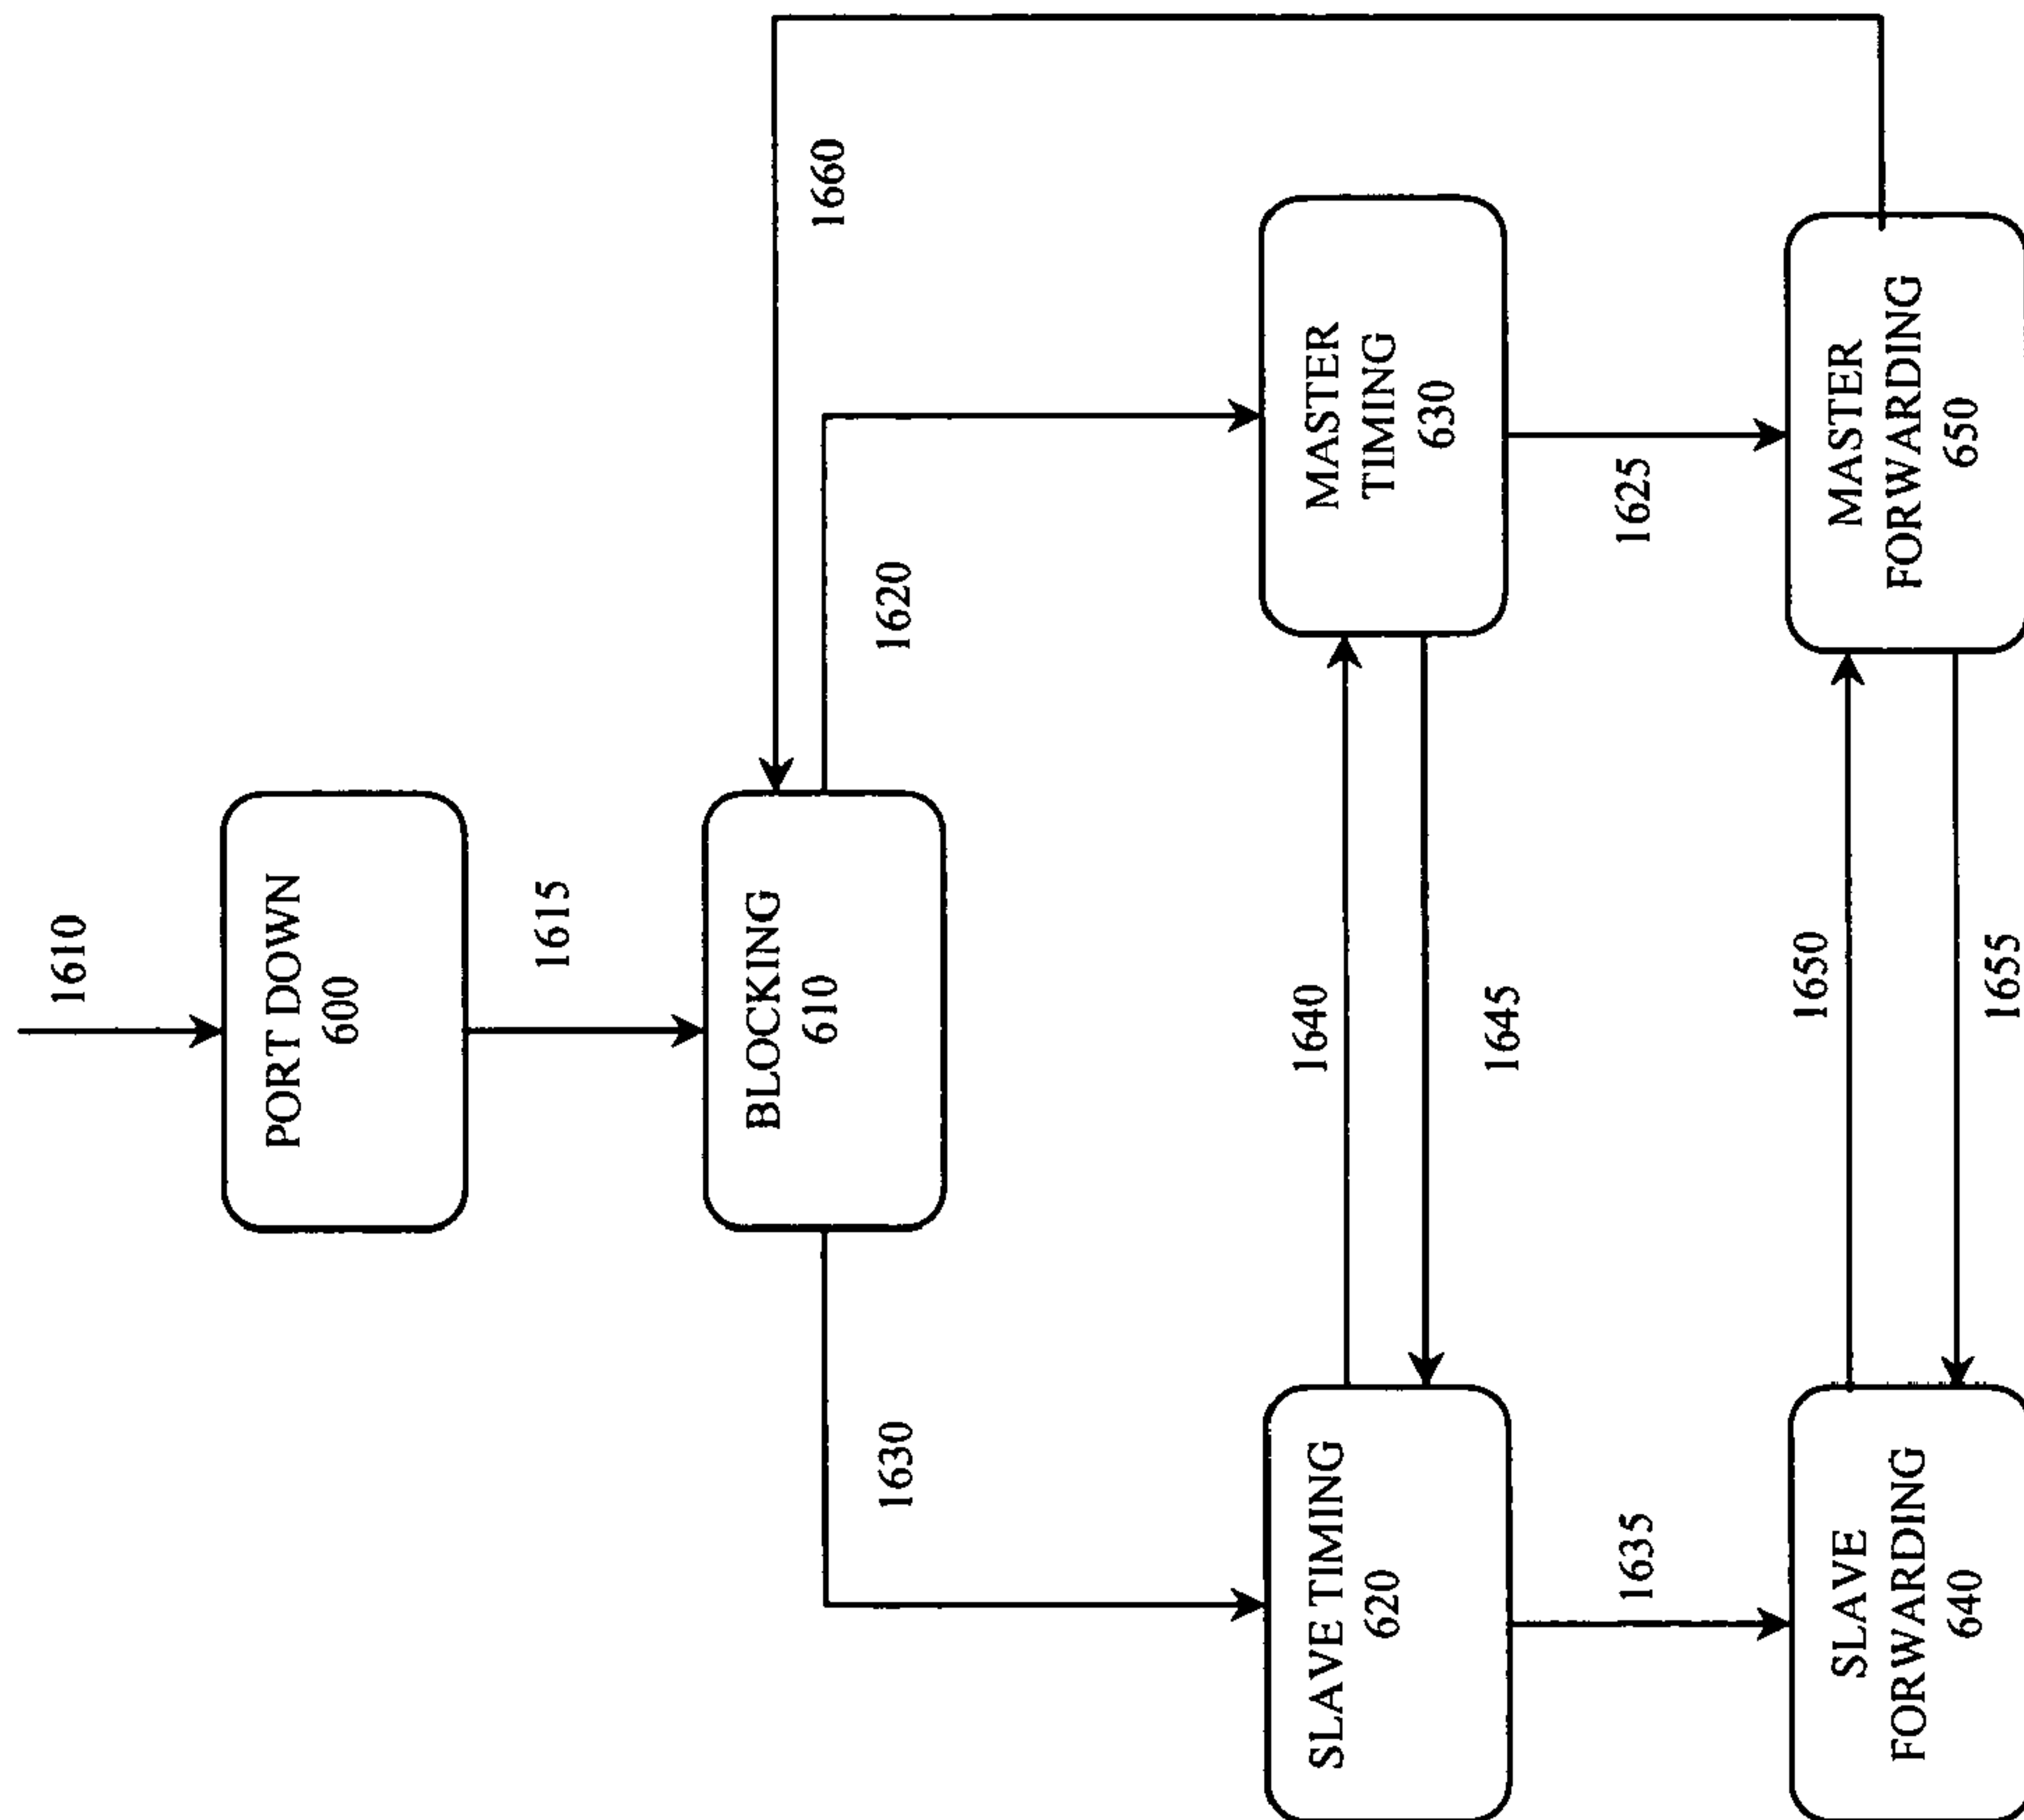 1610
PORT DOWN
600
1615
BLOCKING
610
1660
1620
1630
MASTER
TIMING
630
1640
1645
SLAVE TIMING
620
1625
1635
MASTER
FORWARDING
650
1650
1655
SLAVE
FORWARDING
640